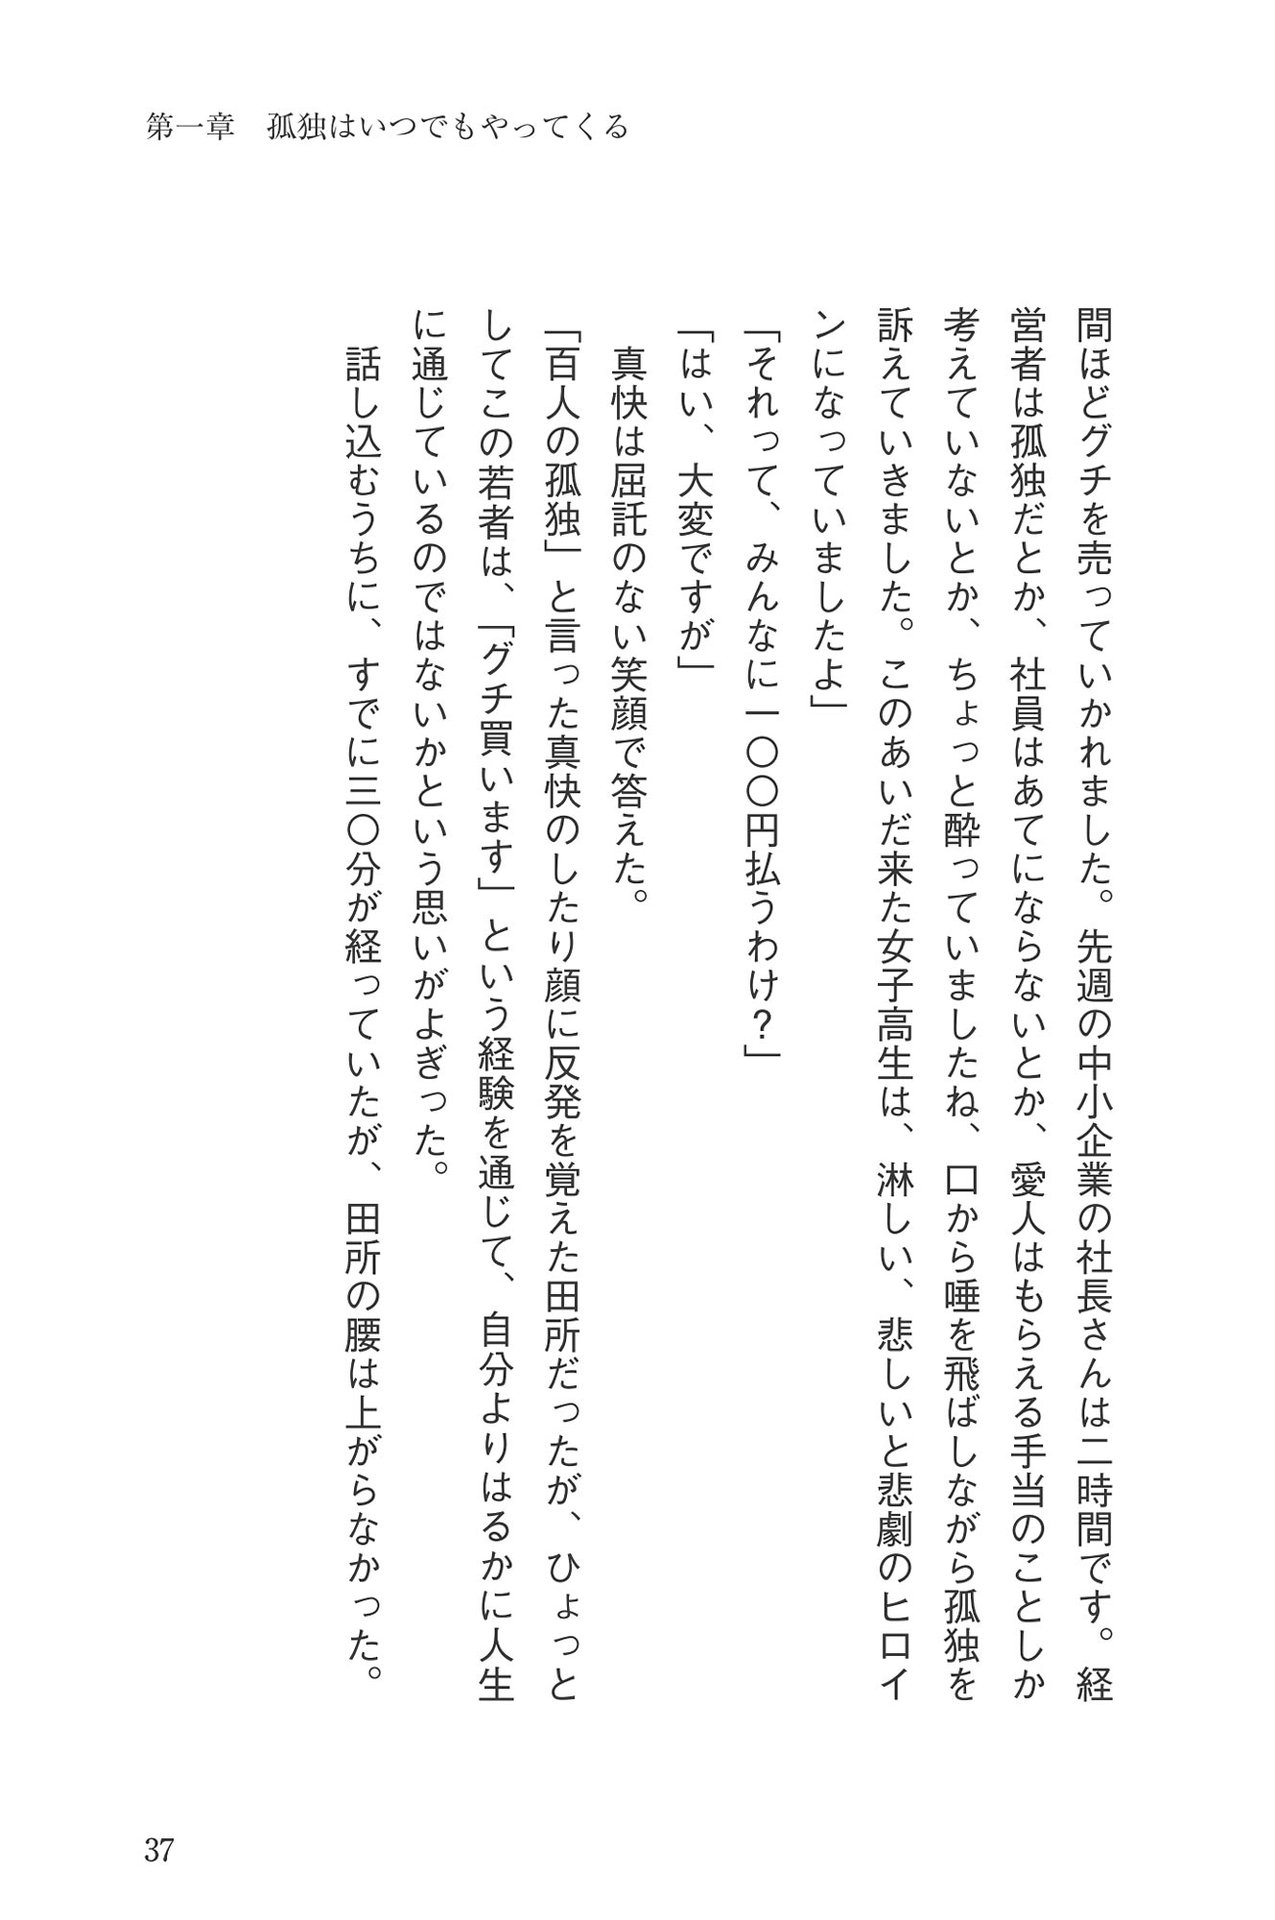 第一章　孤独はいつでもやってくる
間ほどグチを売っていかれました。先週の中小企業の社長さんは二時間です。経
営者は孤独だとか、社員はあてにならないとか、愛人はもらえる手当のことしか
考えていないとか、ちょっと酔っていましたね、口から唾を飛ばしながら孤独を
訴えていきました。このあいだ来た女子高生は、淋しい、悲しいと悲劇のヒロイ
ンになっていましたよ」
「それって、みんなに一〇〇円払うわけ？」
「はい、大変ですが」
　真快は屈託のない笑顔で答えた。
「百人の孤独」と言った真快のしたり顔に反発を覚えた田所だったが、ひょっと
してこの若者は、「グチ買います」という経験を通じて、自分よりはるかに人生
に通じているのではないかという思いがよぎった。
　話し込むうちに、すでに三〇分が経っていたが、田所の腰は上がらなかった。
37